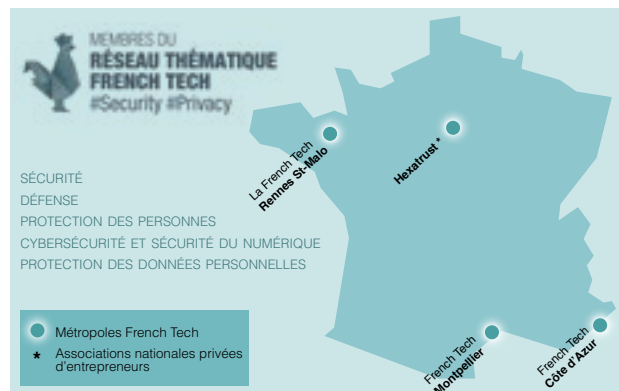 MEMBRES DU
RÉSEAU THÉMATIQUE
FRENCH TECH
#Security #Privacy
La French Tech
Rennes St-Malo
Hexatrust *
SÉCURITÉ
DÉFENSE
PROTECTION DES PERSONNES
CYBERSÉCURITÉ ET SÉCURITÉ DU NUMÉRIQUE
PROTECTION DES DONNÉES PERSONNELLES
Métropoles French Tech
* Associations nationales privées
d'entrepreneurs
French Tech
Montpellier
French Tech
Côte d'Azur